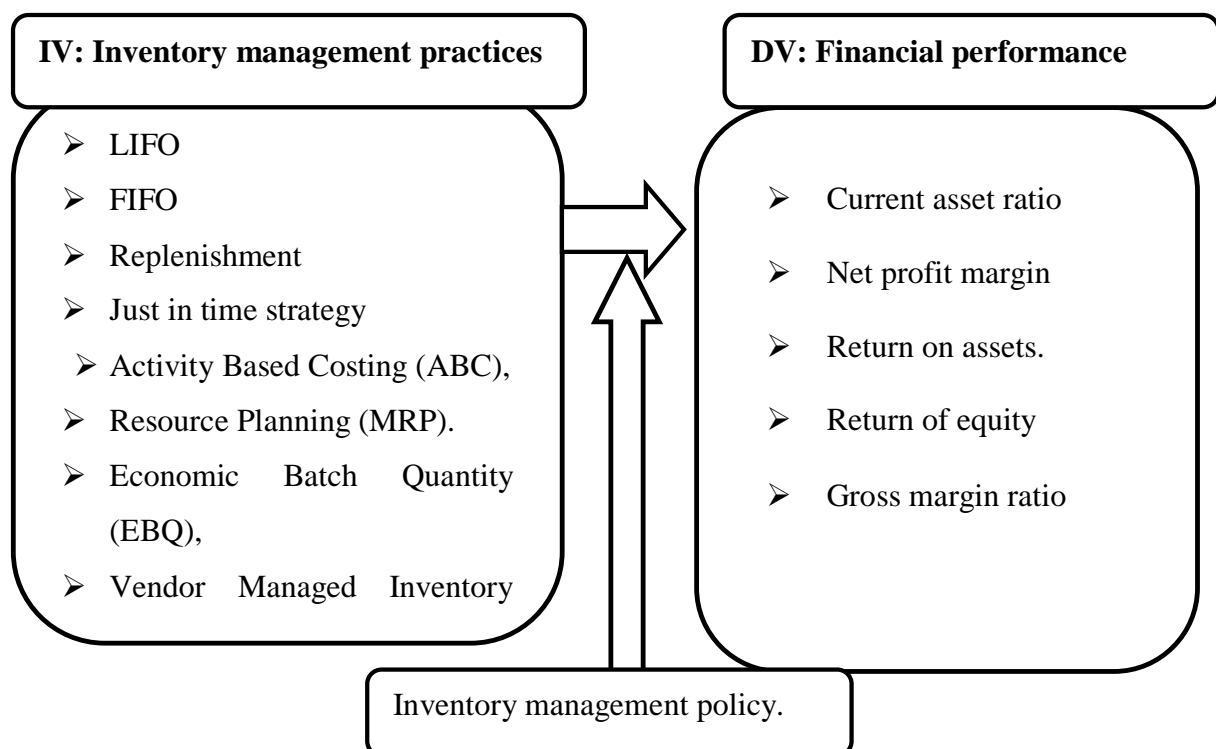 IV: Inventory management practices
➢ LIFO
➢ FIFO
➢ Replenishment
➢ Just in time strategy
➢ Activity Based Costing (ABC),
➢ Resource Planning (MRP).
➢ Economic Batch Quantity
(EBQ),
➢ Vendor Managed Inventory
DV: Financial performance
➢ Current asset ratio
➢ Net profit margin
➢ Return on assets.
➢ Return of equity
➢ Gross margin ratio
Inventory management policy.